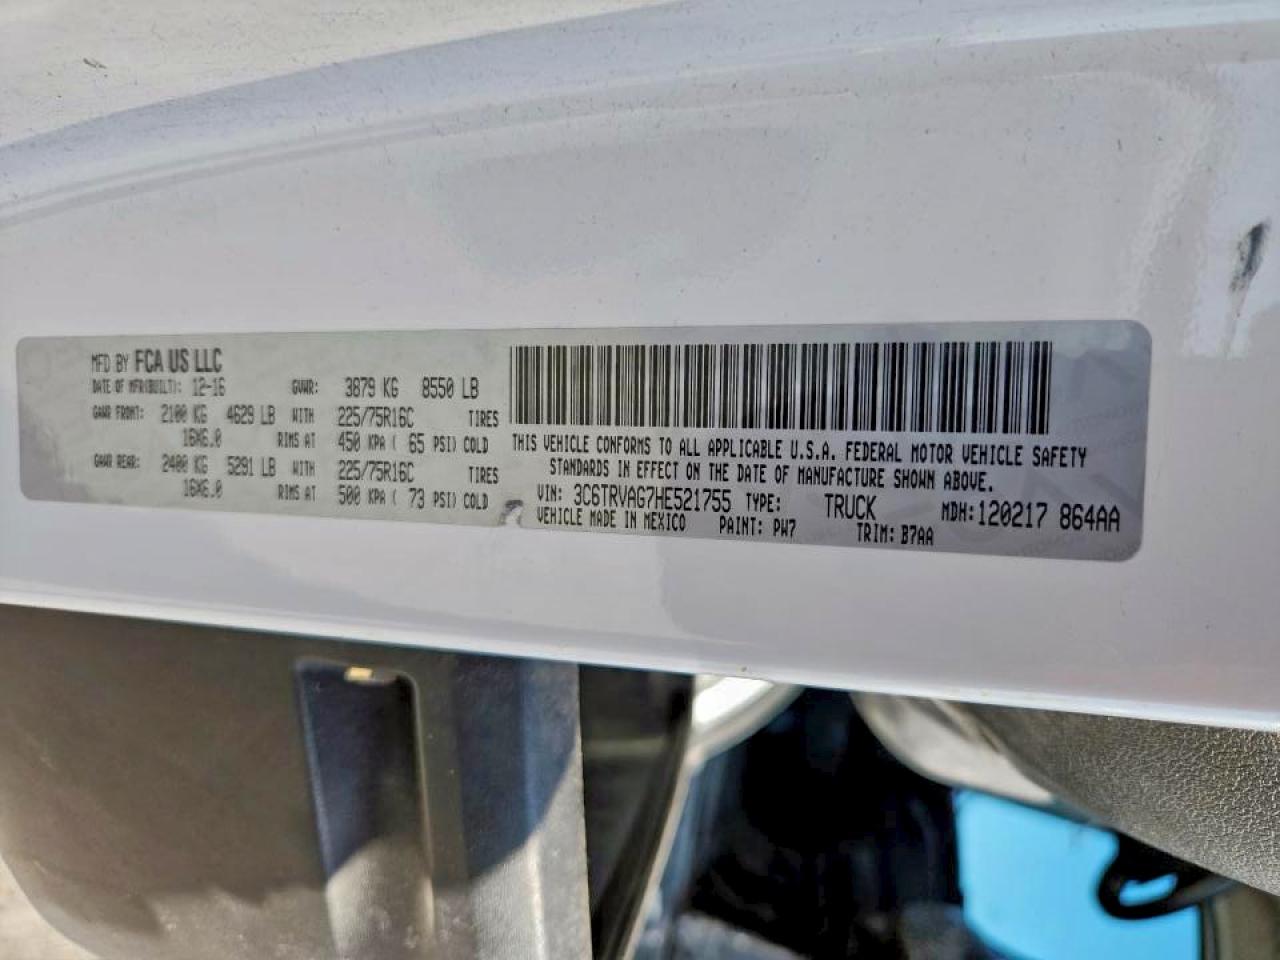 MFD BY FCA US LLC
DATE OF MFR(BUILT): 12-16 GVWR: 3879 KG 8550 LB
GAWR FRONT: 2100 KG 4629 LB WITH 225/75R16C TIRES
16X6.0 RIMS AT 450 KPA ( 65 PSI) COLD
GAWR REAR: 2400 KG 5291 LB WITH 225/75R16C TIRES
16X6.0 RIMS AT 500 KPA ( 73 PSI) COLD
THIS VEHICLE CONFORMS TO ALL APPLICABLE U.S.A. FEDERAL MOTOR VEHICLE SAFETY
STANDARDS IN EFFECT ON THE DATE OF MANUFACTURE SHOWN ABOVE.
VIN: 3C6TRVAG7HE521755 TYPE: TRUCK MDH: 120217 864AA
VEHICLE MADE IN MEXICO PAINT: PW7 TRIM: B7AA